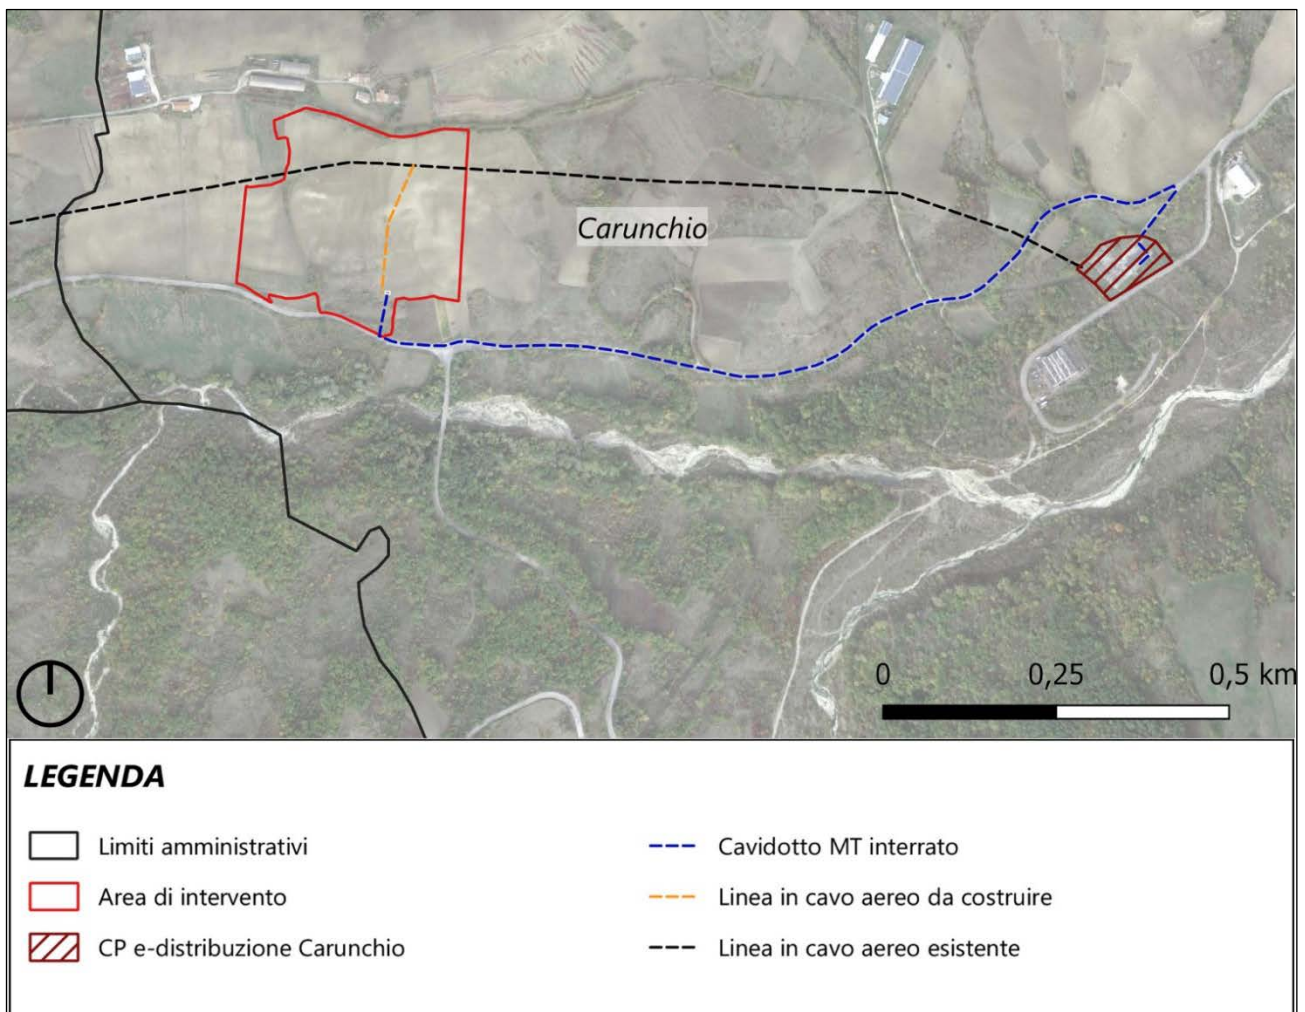 Carunchio
0 0,25 0,5 km
LEGENDA
Limiti amministrativi
Area di intervento
CP e-distribuzione Carunchio
Cavidotto MT interrato
Linea in cavo aereo da costruire
Linea in cavo aereo esistente